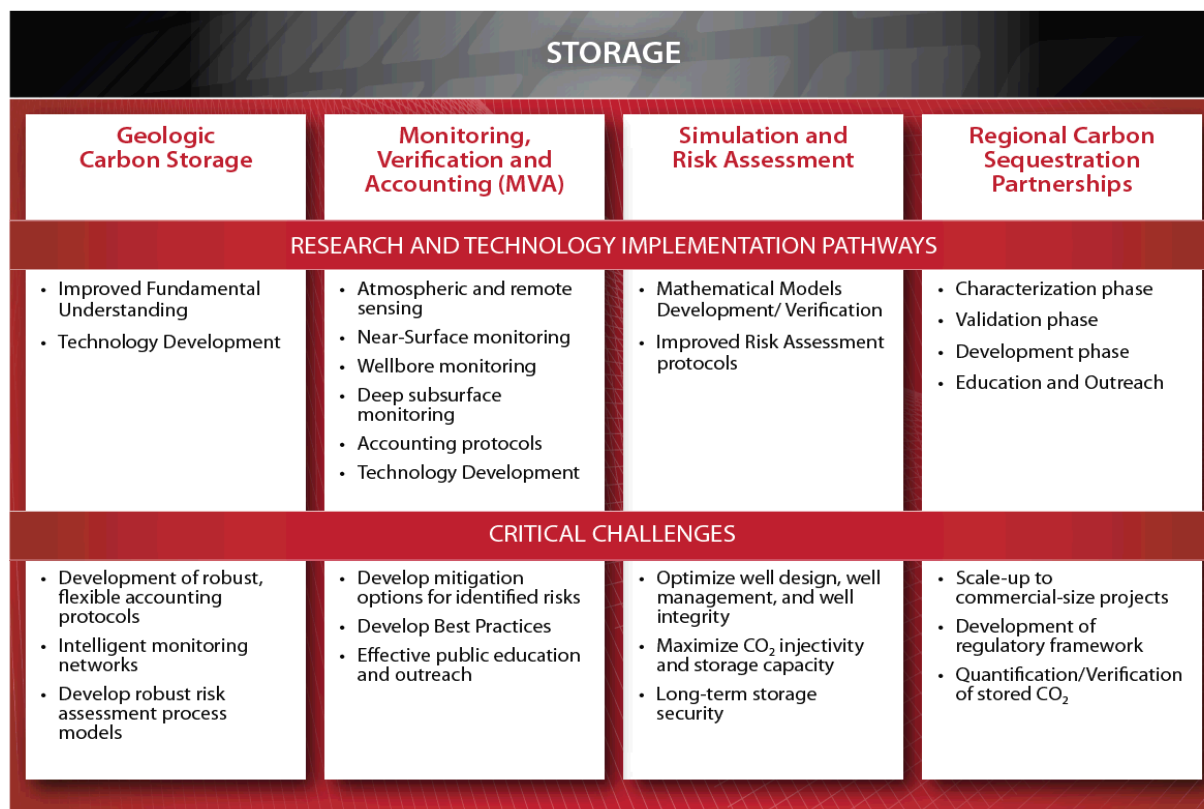 STORAGE
Geologic
Carbon Storage
Monitoring,
Verification and
Accounting (MVA)
Simulation and
Risk Assessment
Regional Carbon
Sequestration
Partnerships
RESEARCH AND TECHNOLOGY IMPLEMENTATION PATHWAYS
• Improved Fundamental
Understanding
• Technology Development
• Atmospheric and remote
sensing
• Near-Surface monitoring
• Wellbore monitoring
• Deep subsurface
monitoring
• Accounting protocols
• Technology Development
• Mathematical Models
Development/ Verification
• Improved Risk Assessment
protocols
• Characterization phase
• Validation phase
• Development phase
• Education and Outreach
CRITICAL CHALLENGES
• Development of robust,
flexible accounting
protocols
• Intelligent monitoring
networks
• Develop robust risk
assessment process
models
• Develop mitigation
options for identified risks
• Develop Best Practices
• Effective public education
and outreach
• Optimize well design, well
management, and well
integrity
• Maximize CO₂ injectivity
and storage capacity
• Long-term storage
security
• Scale-up to
commercial-size projects
• Development of
regulatory framework
• Quantification/Verification
of stored CO₂